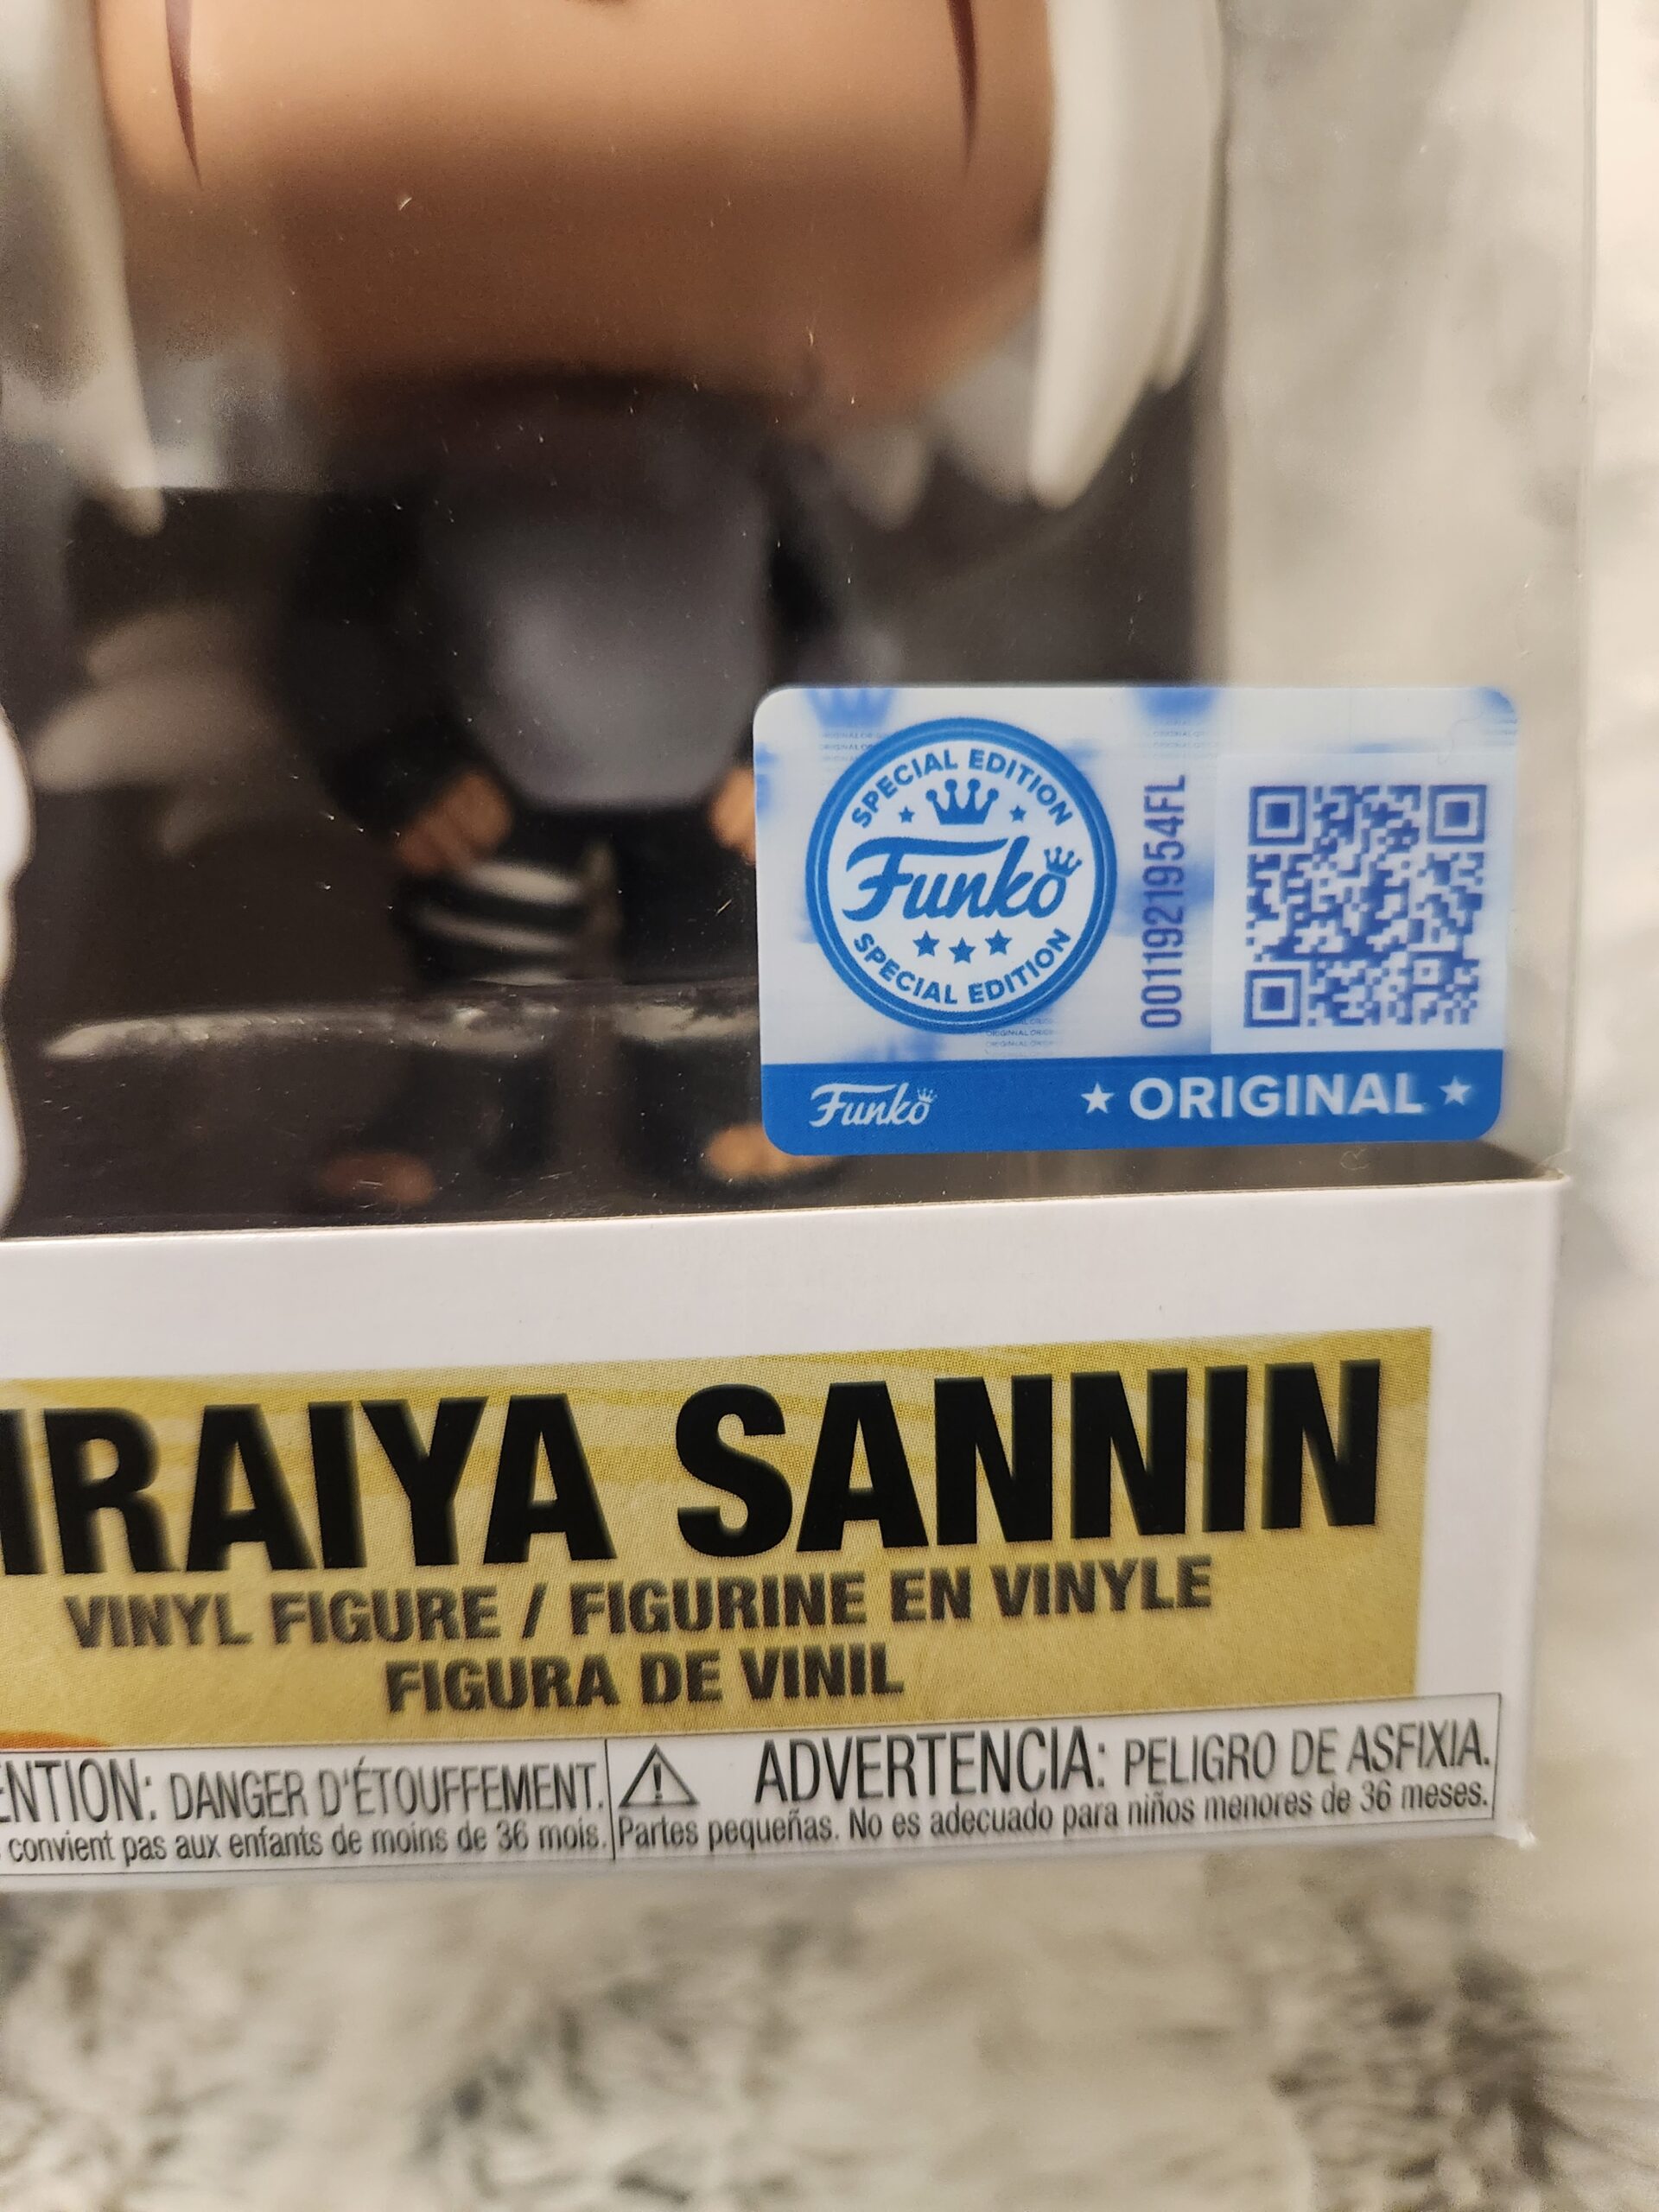 SPECIAL EDITION
Funko
SPECIAL EDITION
0011921954FL
Funko
★ ORIGINAL ★
IRAIYA SANNIN
VINYL FIGURE / FIGURINE EN VINYLE
FIGURA DE VINIL
ENTION: DANGER D'ÉTOUFFEMENT.
convient pas aux enfants de moins de 36 mois.
⚠ ADVERTENCIA: PELIGRO DE ASFIXIA.
Partes pequeñas. No es adecuado para niños menores de 36 meses.